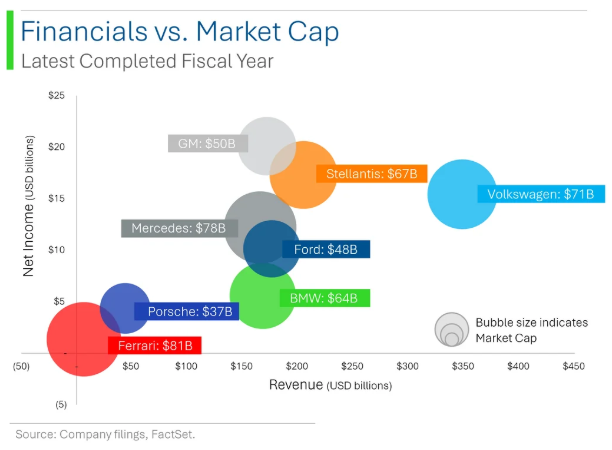 Financials vs. Market Cap
Latest Completed Fiscal Year
$25
$20
$15
$10
$5
-
(5)
Net Income (USD billions)
GM: $50B
Stellantis: $67B
Volkswagen: $71B
Mercedes: $78B
Ford: $48B
BMW: $64B
Porsche: $37B
Ferrari: $81B
Bubble size indicates
Market Cap
(50) - $50 $100 $150 $200 $250 $300 $350 $400 $450
Revenue (USD billions)
Source: Company filings, FactSet.